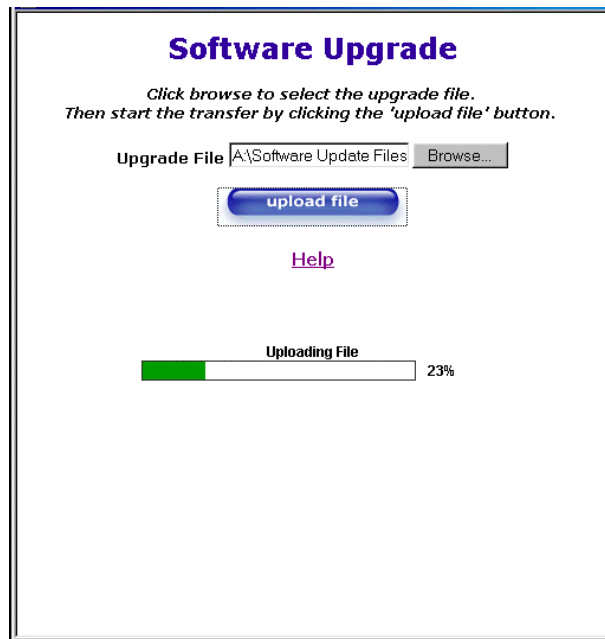 Software Upgrade
Click browse to select the upgrade file.
Then start the transfer by clicking the 'upload file' button.
Upgrade File A:\Software Update Files Browse...
upload file
Help
Uploading File
23%